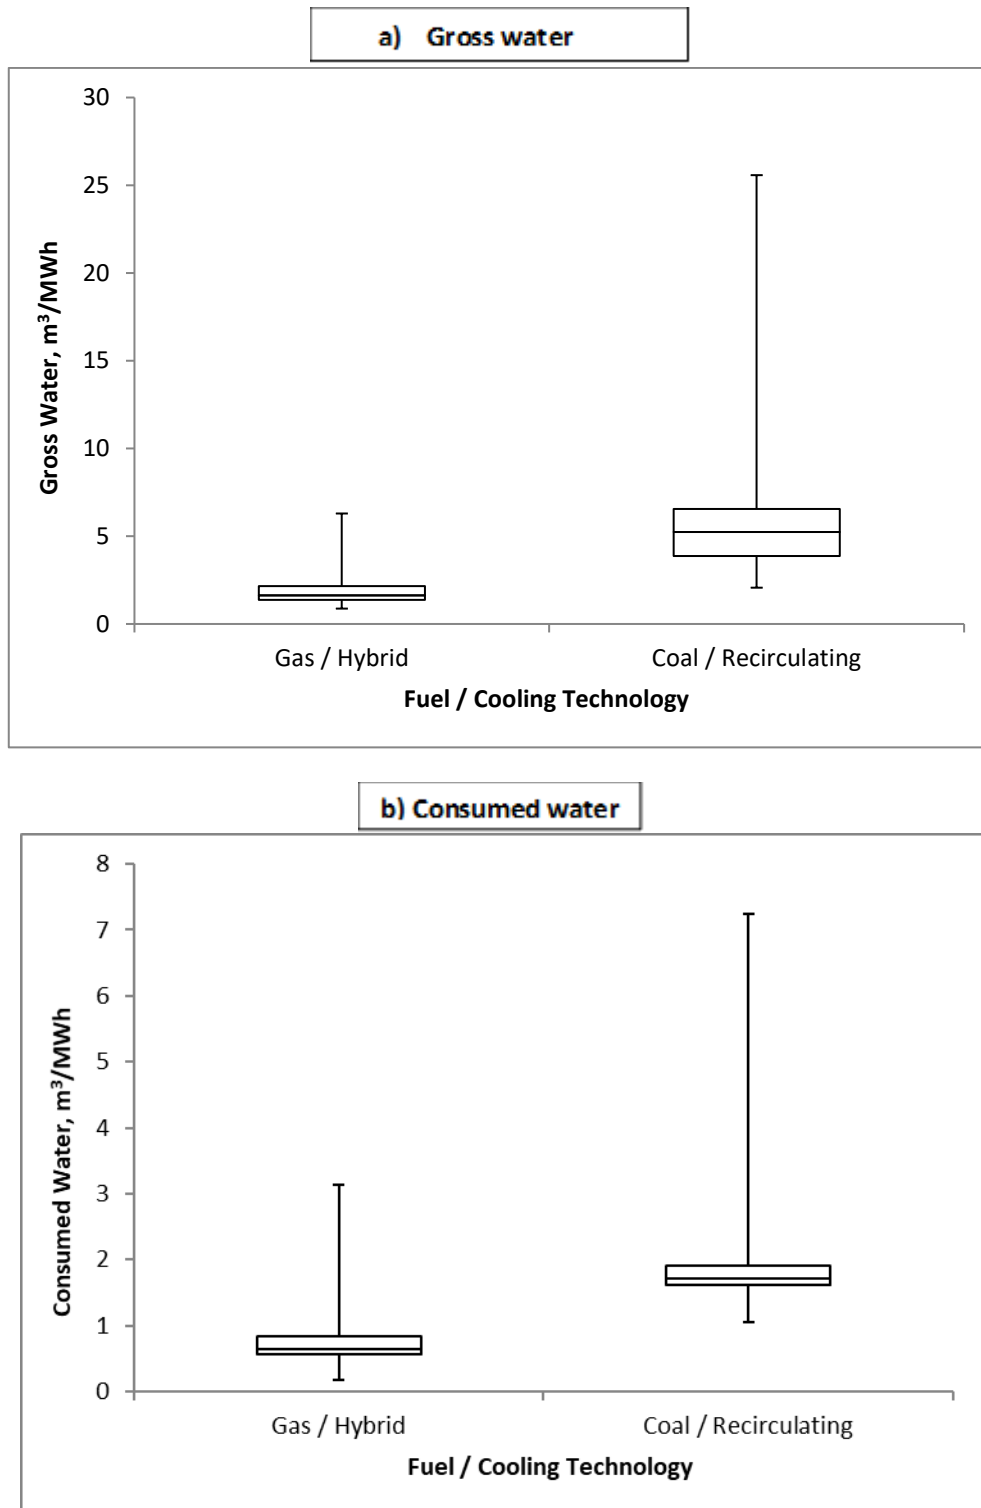 a) Gross water
30
25
20
15
10
5
0
Gross Water, m³/MWh
Gas / Hybrid
Coal / Recirculating
Fuel / Cooling Technology
b) Consumed water
8
7
6
5
4
3
2
1
0
Consumed Water, m³/MWh
Gas / Hybrid
Coal / Recirculating
Fuel / Cooling Technology